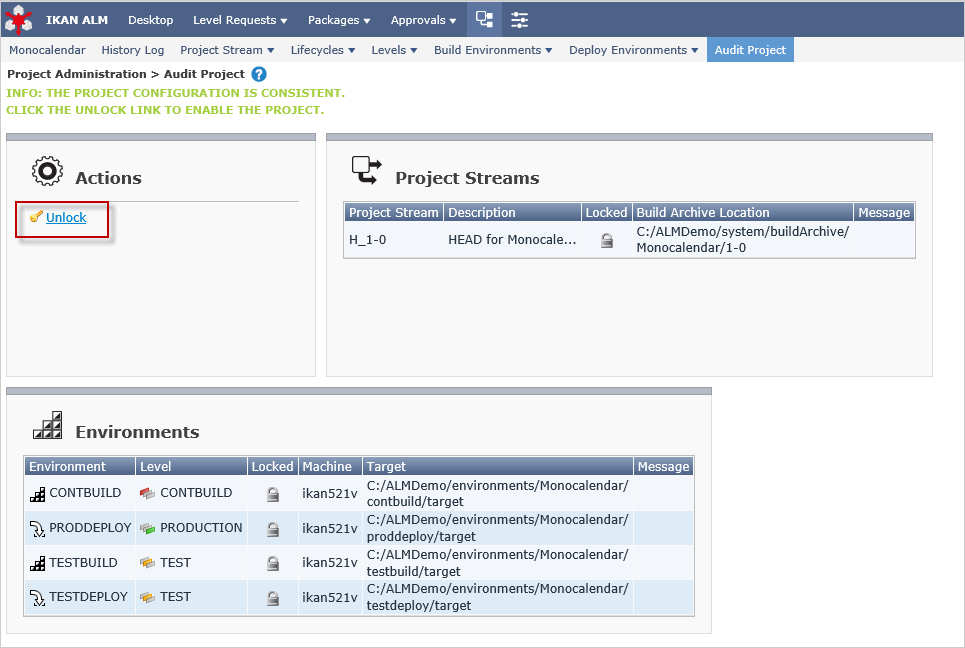 IKAN ALM Desktop Level Requests Packages Approvals
Monocalendar History Log Project Stream Lifecycles Levels Build Environments Deploy Environments Audit Project
Project Administration > Audit Project ?
INFO: THE PROJECT CONFIGURATION IS CONSISTENT.
CLICK THE UNLOCK LINK TO ENABLE THE PROJECT.
Actions
Unlock
Project Streams
Project Stream Description Locked Build Archive Location Message
H_1-0 HEAD for Monocale... C:/ALMDemo/system/buildArchive/
Monocalendar/1-0
Environments
Environment Level Locked Machine Target Message
CONTBUILD CONTBUILD ikan521v C:/ALMDemo/environments/Monocalendar/
contbuild/target
PRODDEPLOY PRODUCTION ikan521v C:/ALMDemo/environments/Monocalendar/
proddeploy/target
TESTBUILD TEST ikan521v C:/ALMDemo/environments/Monocalendar/
testbuild/target
TESTDEPLOY TEST ikan521v C:/ALMDemo/environments/Monocalendar/
testdeploy/target